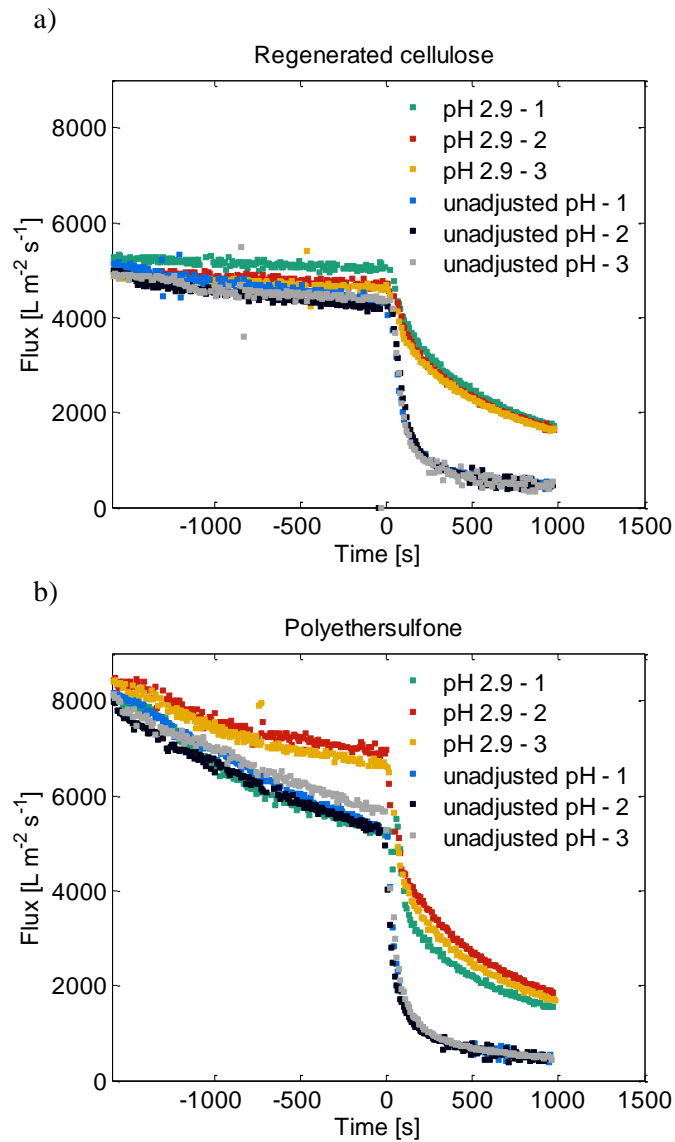 a)
Regenerated cellulose
8000
6000
4000
2000
0
Flux [L m⁻² s⁻¹]
pH 2.9 - 1
pH 2.9 - 2
pH 2.9 - 3
unadjusted pH - 1
unadjusted pH - 2
unadjusted pH - 3
-1000 -500 0 500 1000 1500
Time [s]
b)
Polyethersulfone
8000
6000
4000
2000
0
Flux [L m⁻² s⁻¹]
pH 2.9 - 1
pH 2.9 - 2
pH 2.9 - 3
unadjusted pH - 1
unadjusted pH - 2
unadjusted pH - 3
-1000 -500 0 500 1000 1500
Time [s]